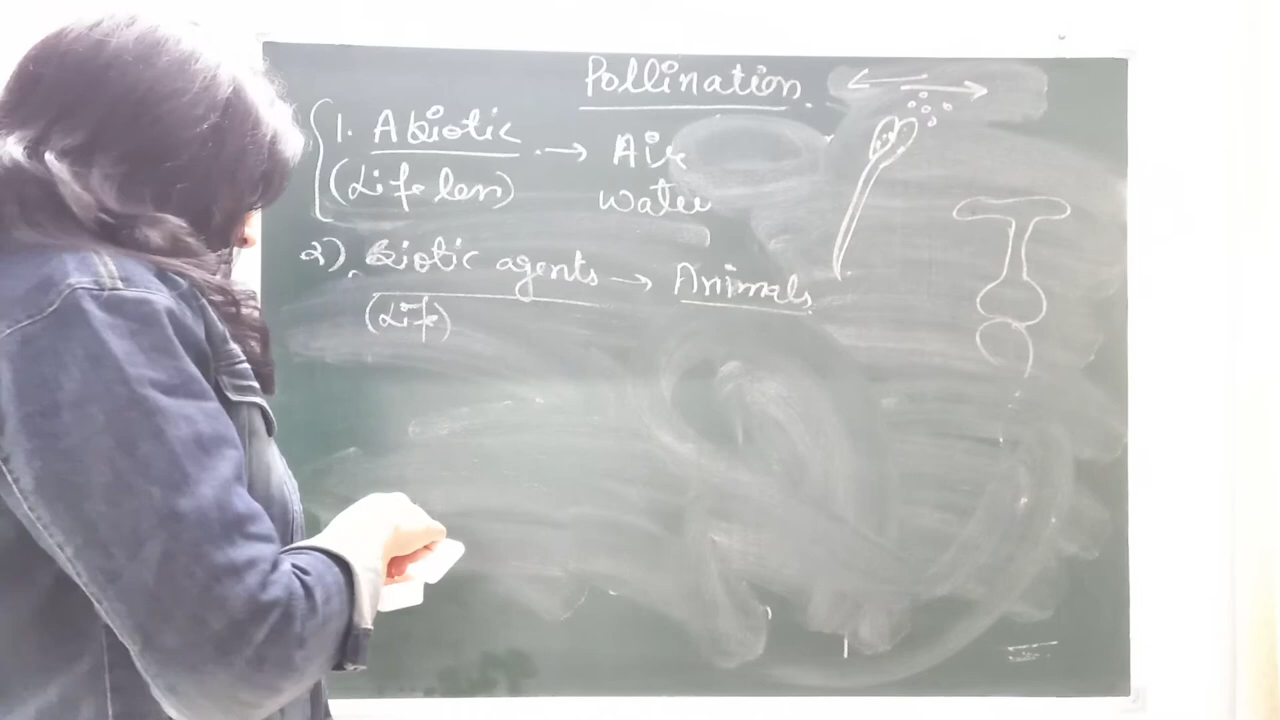 Pollination.
1. Abiotic → Air
(Life less) water
2). Biotic agents → Animals
(Life)